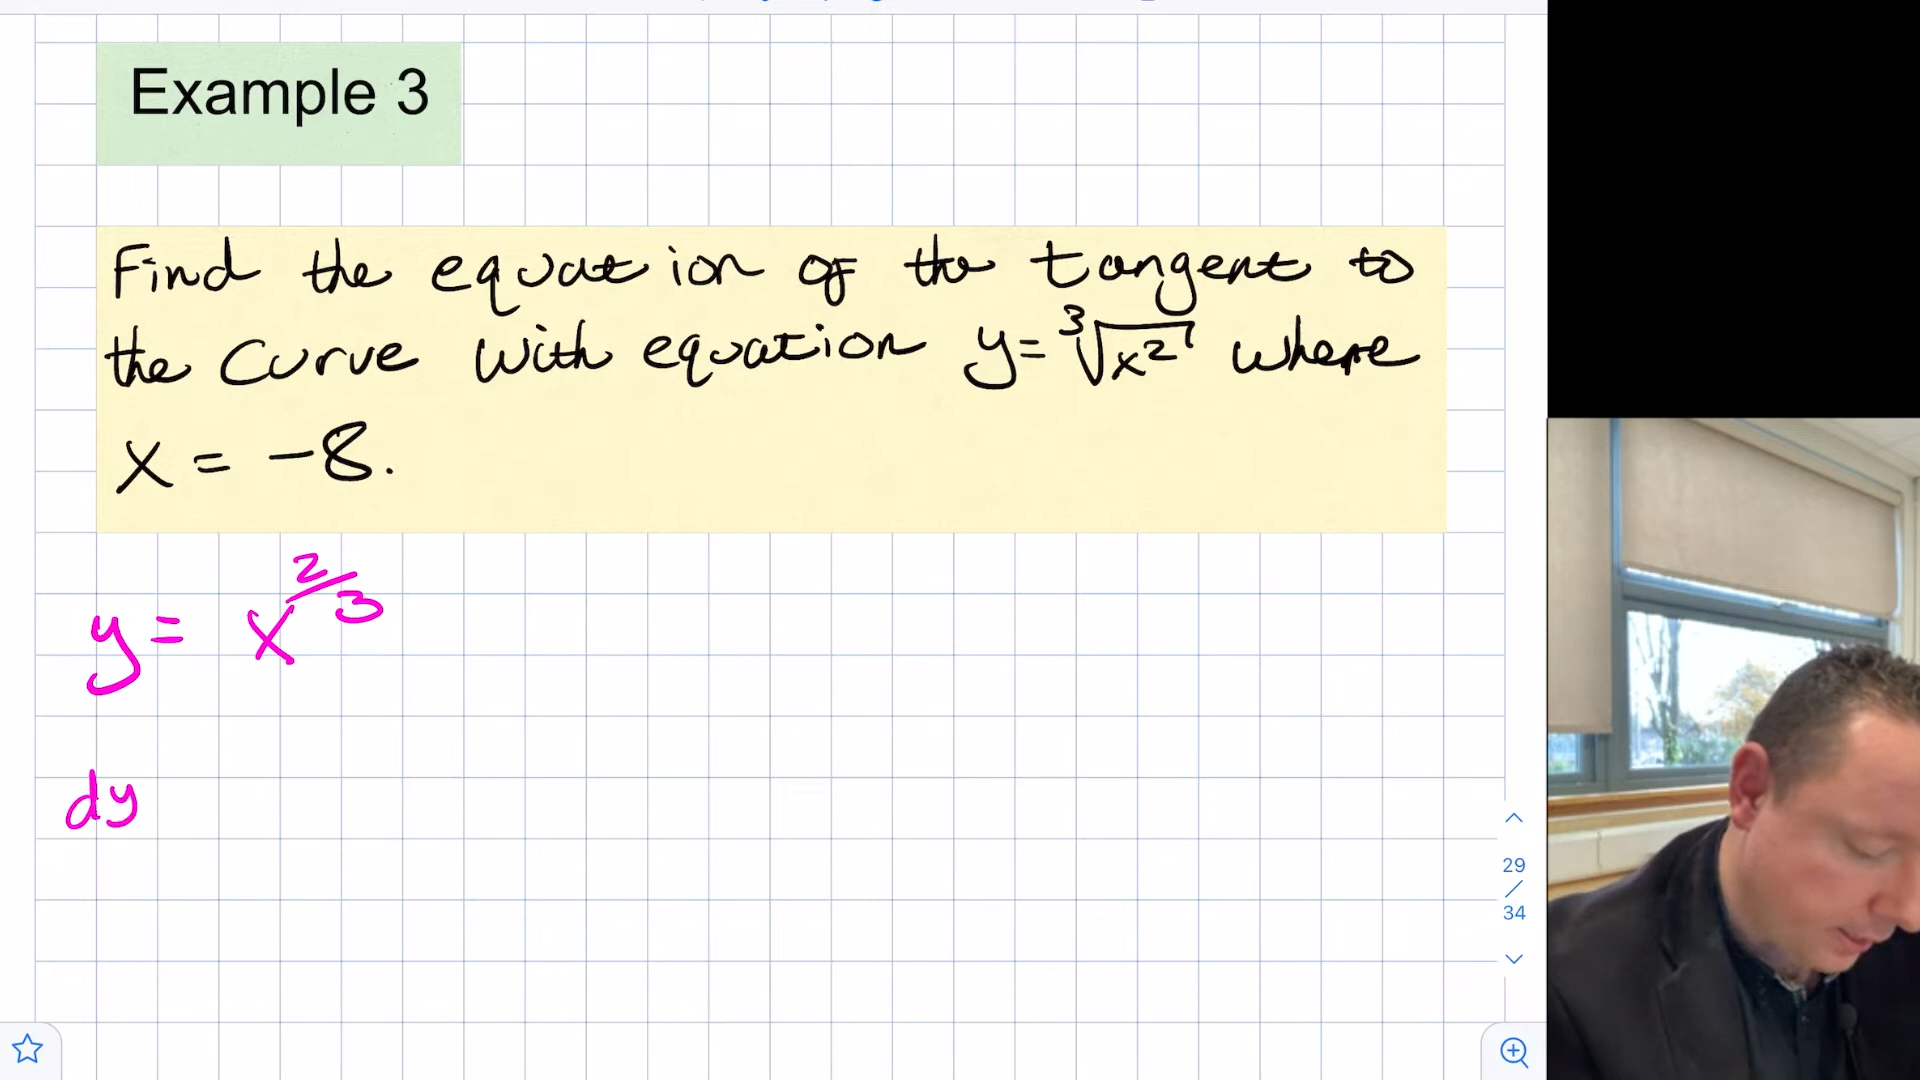 Example 3
Find the equation of the tangent to
the curve with equation y = ∛x² where
x = -8.
y = x^(2/3)
dy
29
/
34